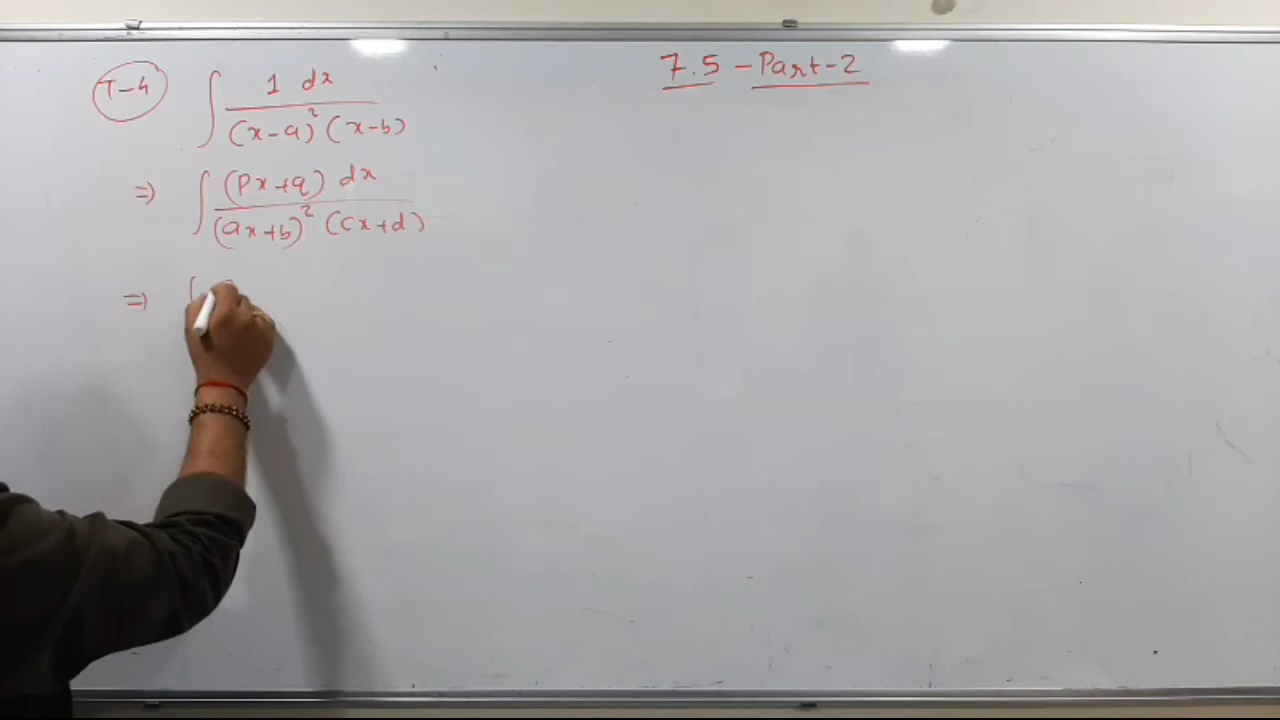 7.5 - Part-2
T-4 ∫ 1 dx / (x-a)² (x-b)
⇒ ∫ (Px+q) dx / (ax+b)² (Cx+d)
⇒ ∫